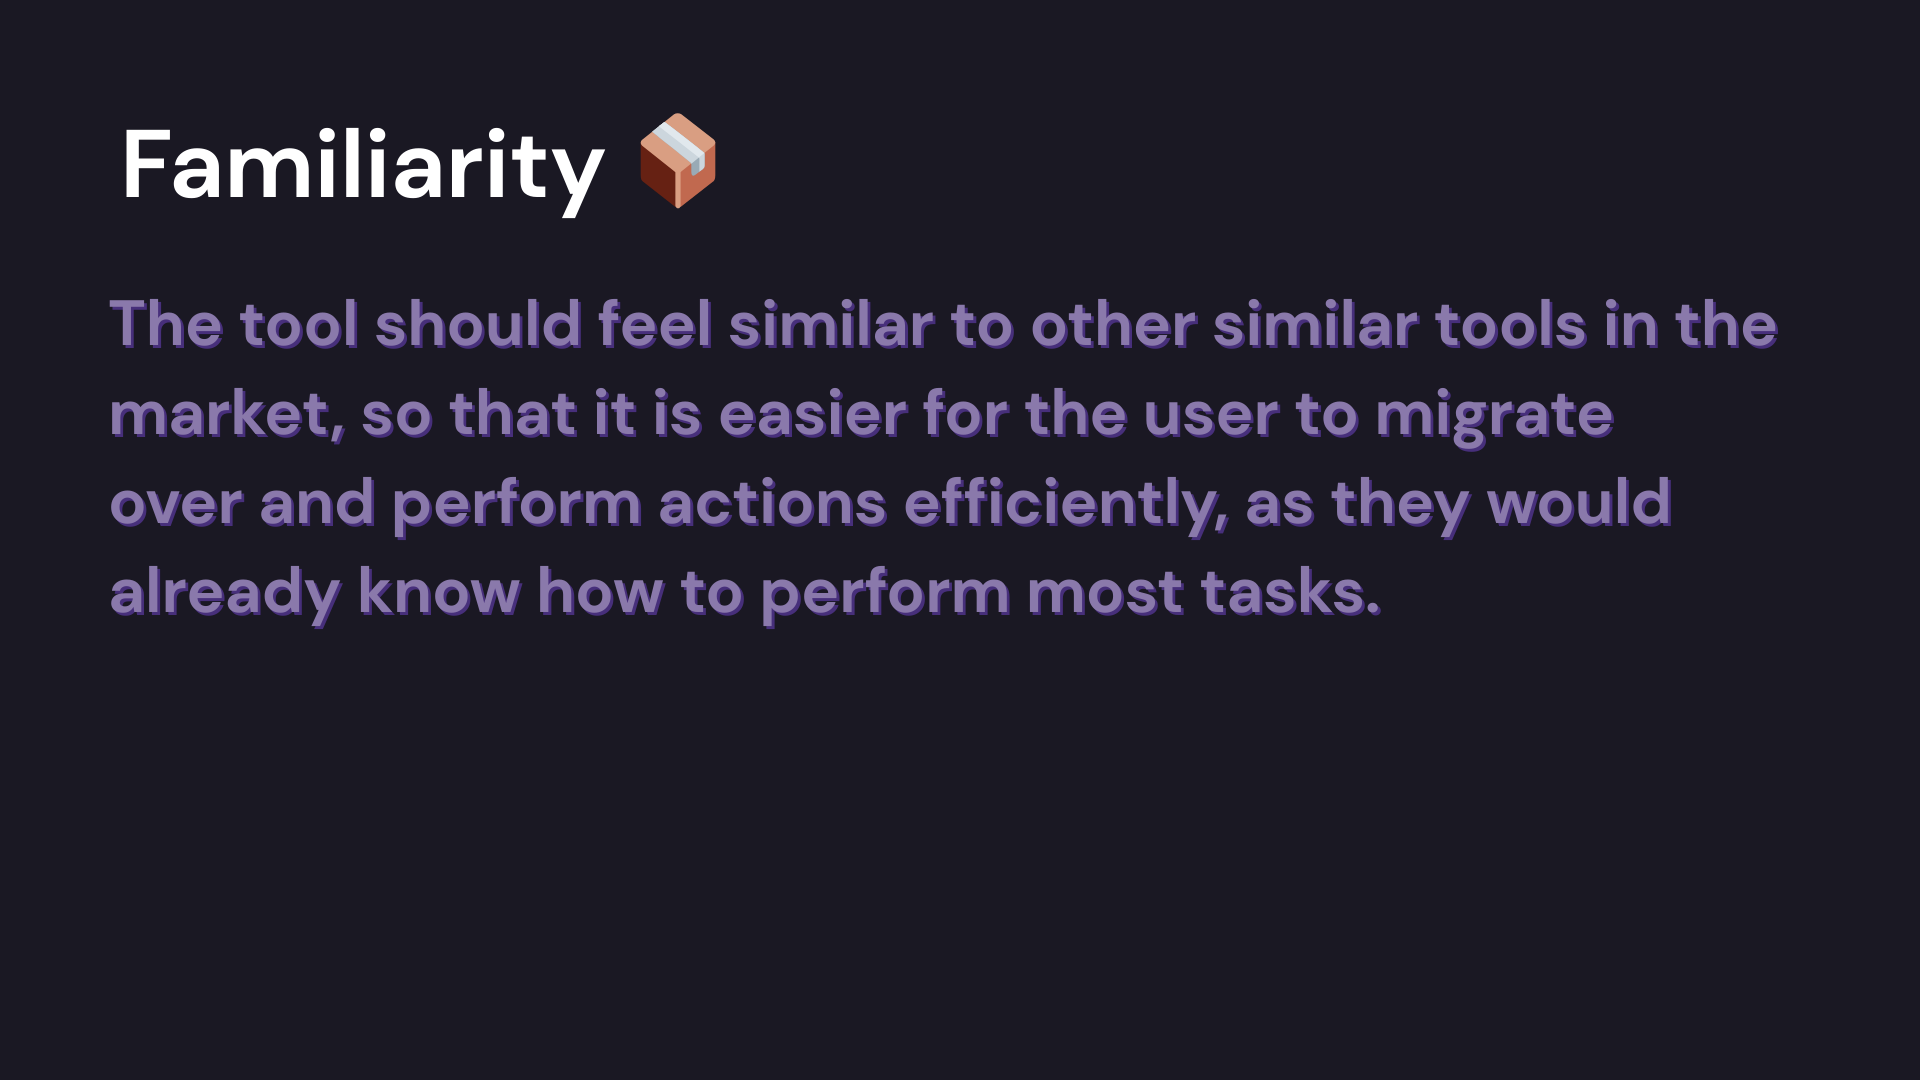 Familiarity
The tool should feel similar to other similar tools in the
market, so that it is easier for the user to migrate
over and perform actions efficiently, as they would
already know how to perform most tasks.